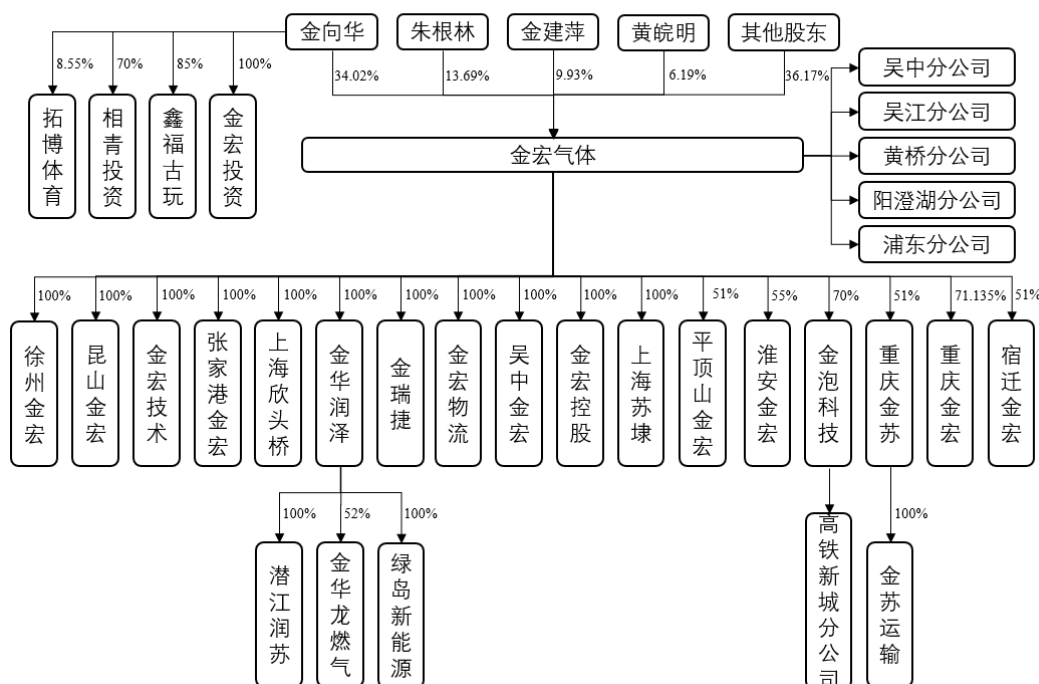 金向华
朱根林
金建萍
黄皖明
其他股东
8.55%
70%
85%
100%
34.02%
13.69%
9.93%
6.19%
36.17%
拓博体育
相青投资
鑫福古玩
金宏投资
金宏气体
吴中分公司
吴江分公司
黄桥分公司
阳澄湖分公司
浦东分公司
100%
100%
100%
100%
100%
100%
100%
100%
100%
100%
100%
51%
55%
70%
51%
71.135%
51%
徐州金宏
昆山金宏
金宏技术
张家港金宏
上海欣头桥
金华润泽
金瑞捷
金宏物流
吴中金宏
金宏控股
上海苏埭
平顶山金宏
淮安金宏
金泡科技
重庆金苏
重庆金宏
宿迁金宏
100%
52%
100%
100%
潜江润苏
金华龙燃气
绿岛新能源
高铁新城分公司
金苏运输